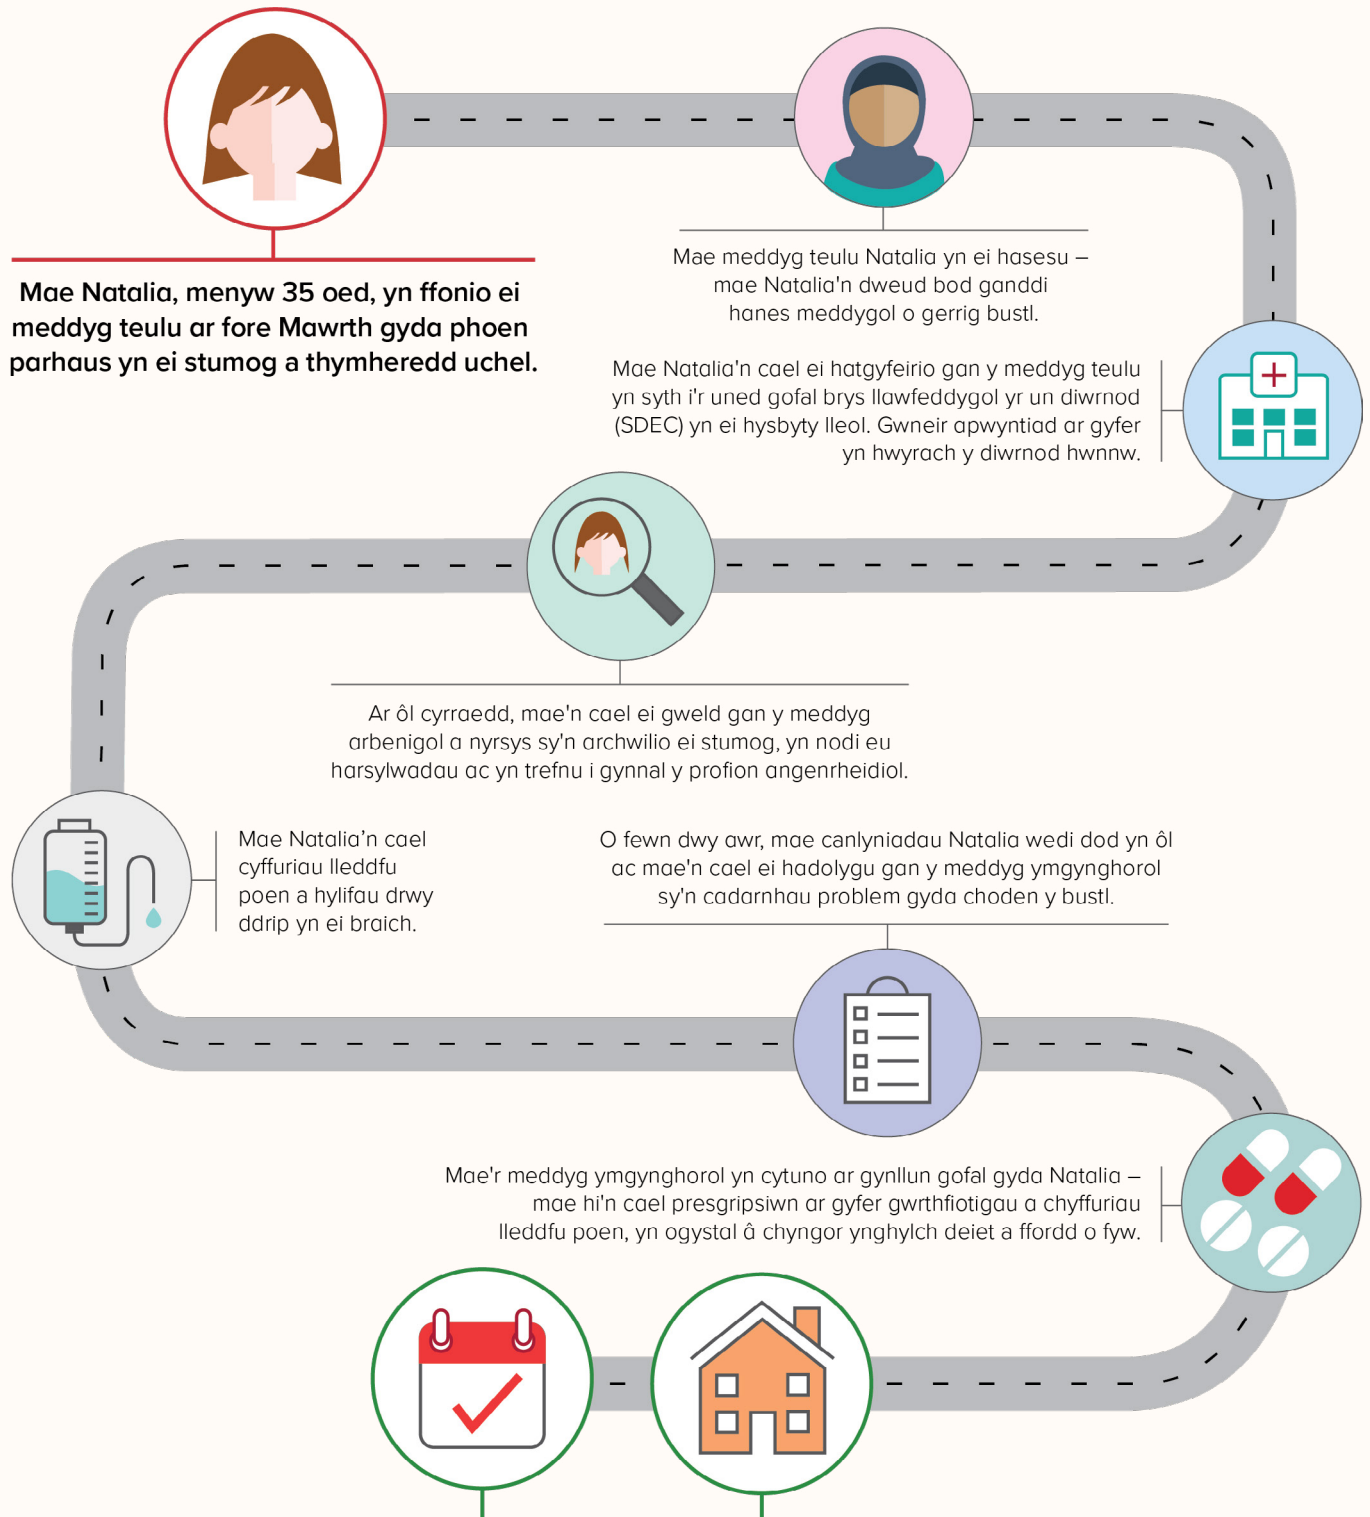 Mae Natalia, menyw 35 oed, yn ffonio ei
meddyg teulu ar fore Mawrth gyda phoen
parhaus yn ei stumog a thymheredd uchel.
Mae meddyg teulu Natalia yn ei hasesu –
mae Natalia'n dweud bod ganddi
hanes meddygol o gerrig bustl.
Mae Natalia'n cael ei hatgyfeirio gan y meddyg teulu
yn syth i'r uned gofal brys llawfeddygol yr un diwrnod
(SDEC) yn ei hysbyty lleol. Gwneir apwyntiad ar gyfer
yn hwyrach y diwrnod hwnnw.
Ar ôl cyrraedd, mae'n cael ei gweld gan y meddyg
arbenigol a nyrsys sy'n archwilio ei stumog, yn nodi eu
harsylwadau ac yn trefnu i gynnal y profion angenrheidiol.
Mae Natalia’n cael
cyffuriau lleddfu
poen a hylifau drwy
ddrip yn ei braich.
O fewn dwy awr, mae canlyniadau Natalia wedi dod yn ôl
ac mae'n cael ei hadolygu gan y meddyg ymgynghorol
sy'n cadarnhau problem gyda choden y bustl.
Mae'r meddyg ymgynghorol yn cytuno ar gynllun gofal gyda Natalia –
mae hi'n cael presgripsiwn ar gyfer gwrthfiotigau a chyffuriau
lleddfu poen, yn ogystal â chyngor ynghylch deiet a ffordd o fyw.